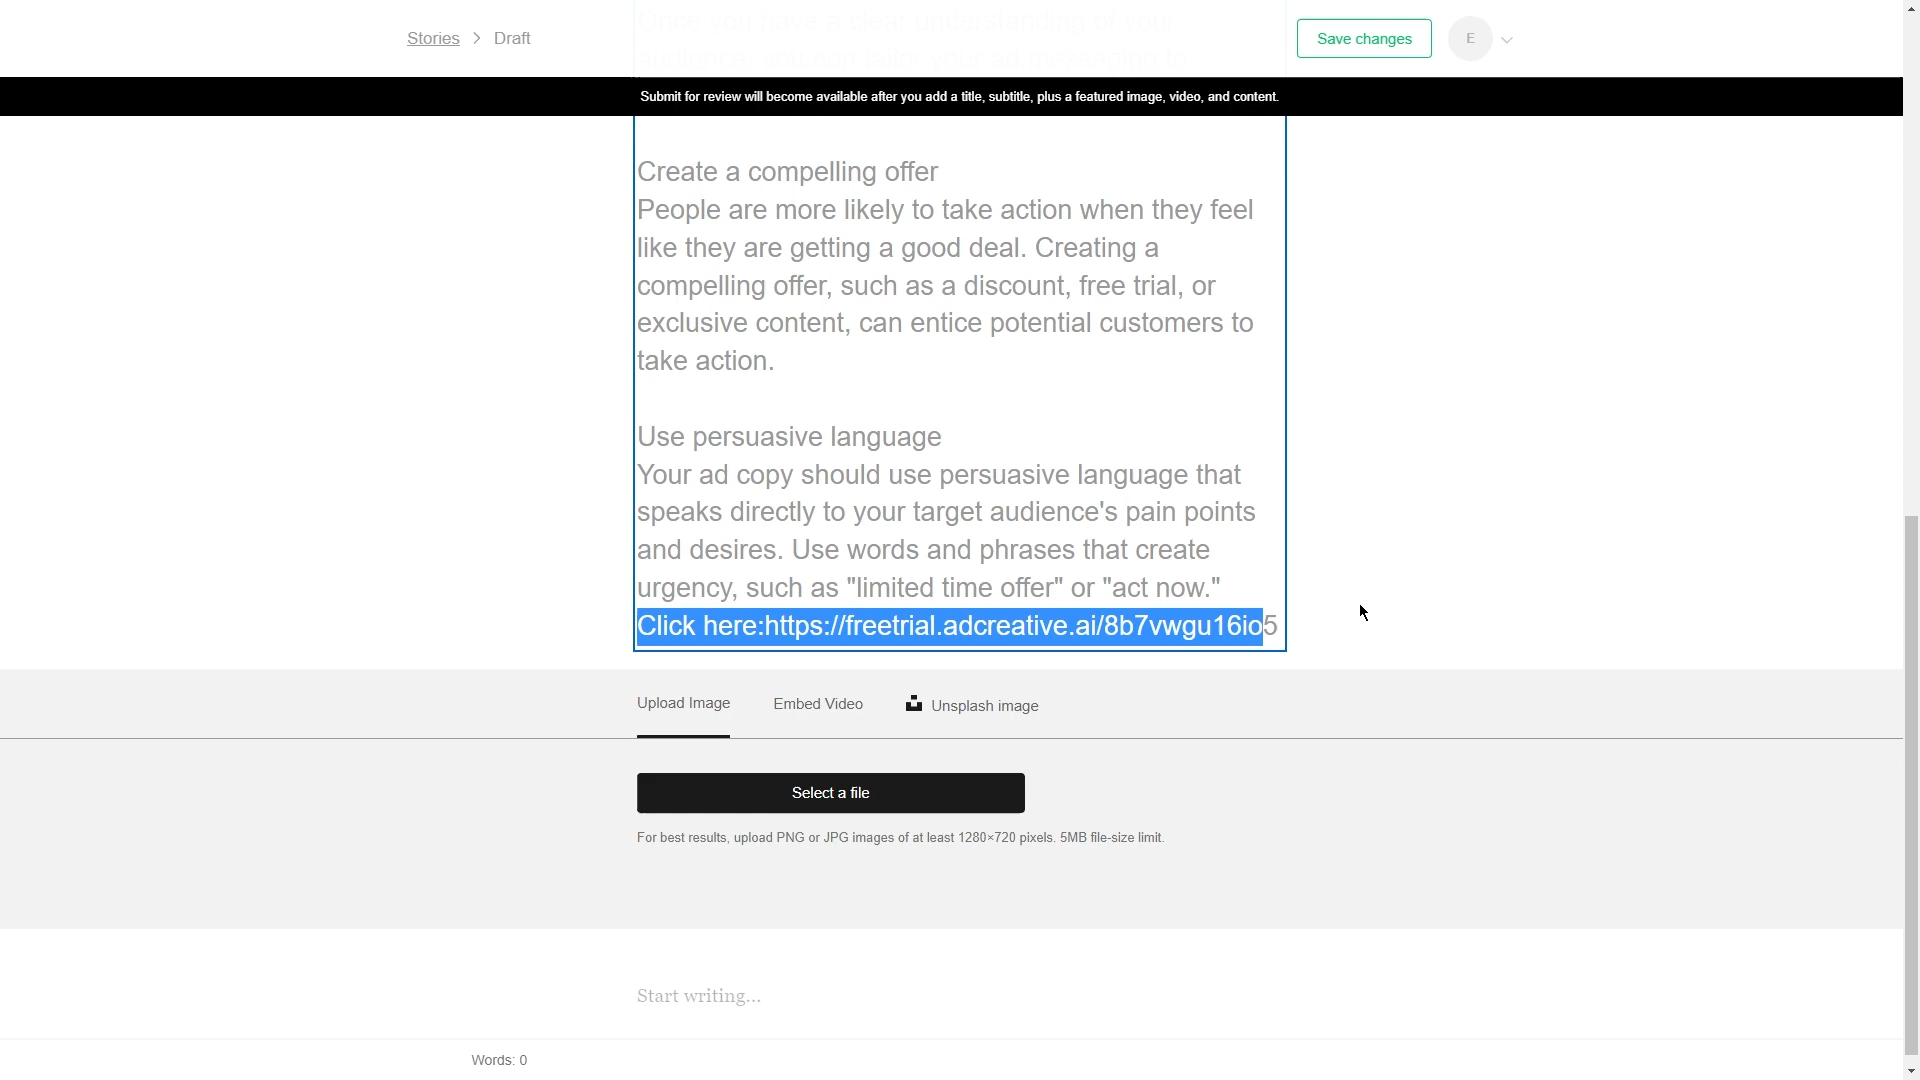 Once you have a clear understanding of your
audience, you can tailor your ad messaging to
Stories > Draft
Save changes
E
Submit for review will become available after you add a title, subtitle, plus a featured image, video, and content.
Create a compelling offer
People are more likely to take action when they feel
like they are getting a good deal. Creating a
compelling offer, such as a discount, free trial, or
exclusive content, can entice potential customers to
take action.
Use persuasive language
Your ad copy should use persuasive language that
speaks directly to your target audience's pain points
and desires. Use words and phrases that create
urgency, such as "limited time offer" or "act now."
Click here:https://freetrial.adcreative.ai/8b7vwgu16io5
Upload Image
Embed Video
Unsplash image
Select a file
For best results, upload PNG or JPG images of at least 1280×720 pixels. 5MB file-size limit.
Start writing...
Words: 0